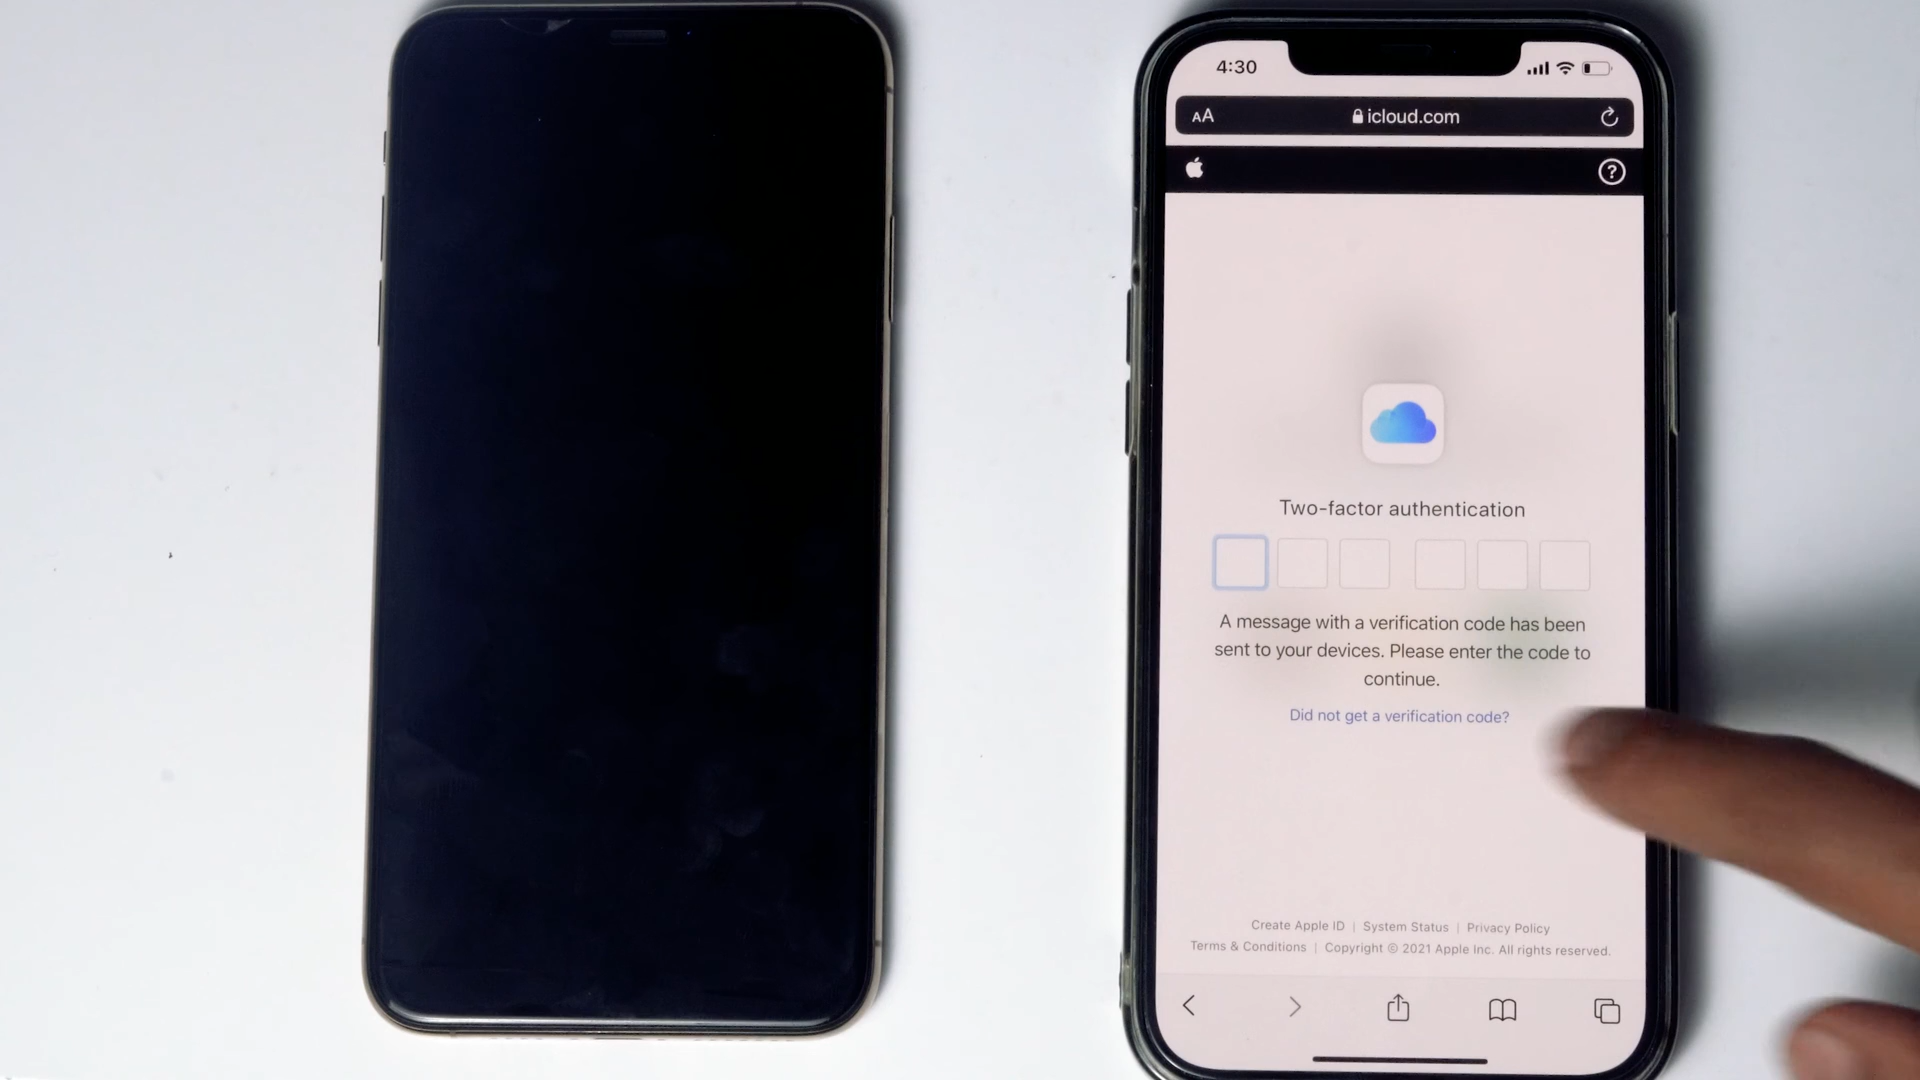 4:30
AA
icloud.com
?
Two-factor authentication
A message with a verification code has been
sent to your devices. Please enter the code to
continue.
Did not get a verification code?
Create Apple ID | System Status | Privacy Policy
Terms & Conditions | Copyright © 2021 Apple Inc. All rights reserved.